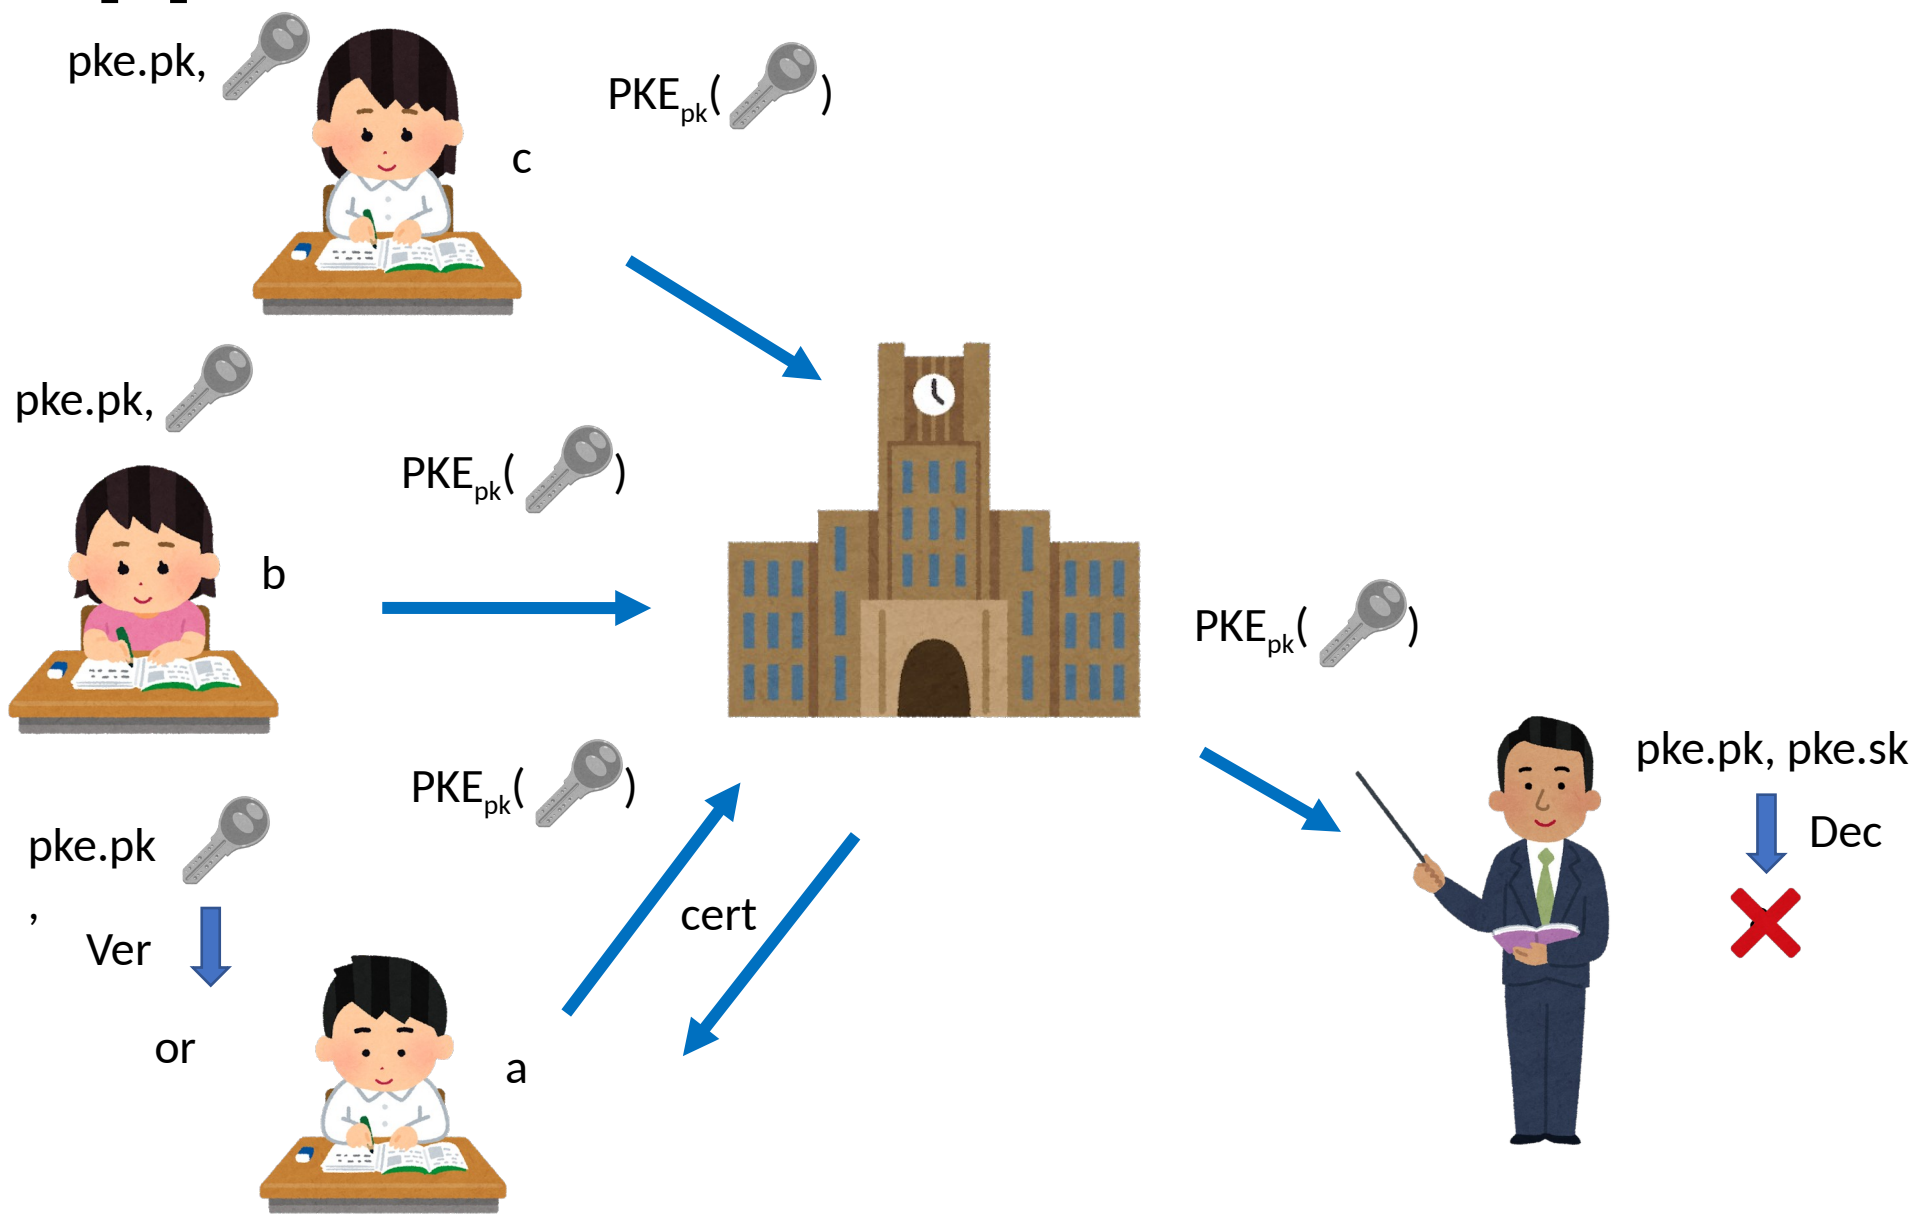 pke.pk,
PKEpk( )
c
pke.pk,
PKEpk( )
b
PKEpk( )
pke.pk, pke.sk
PKEpk( )
Dec
pke.pk
,
Ver
cert
or
a